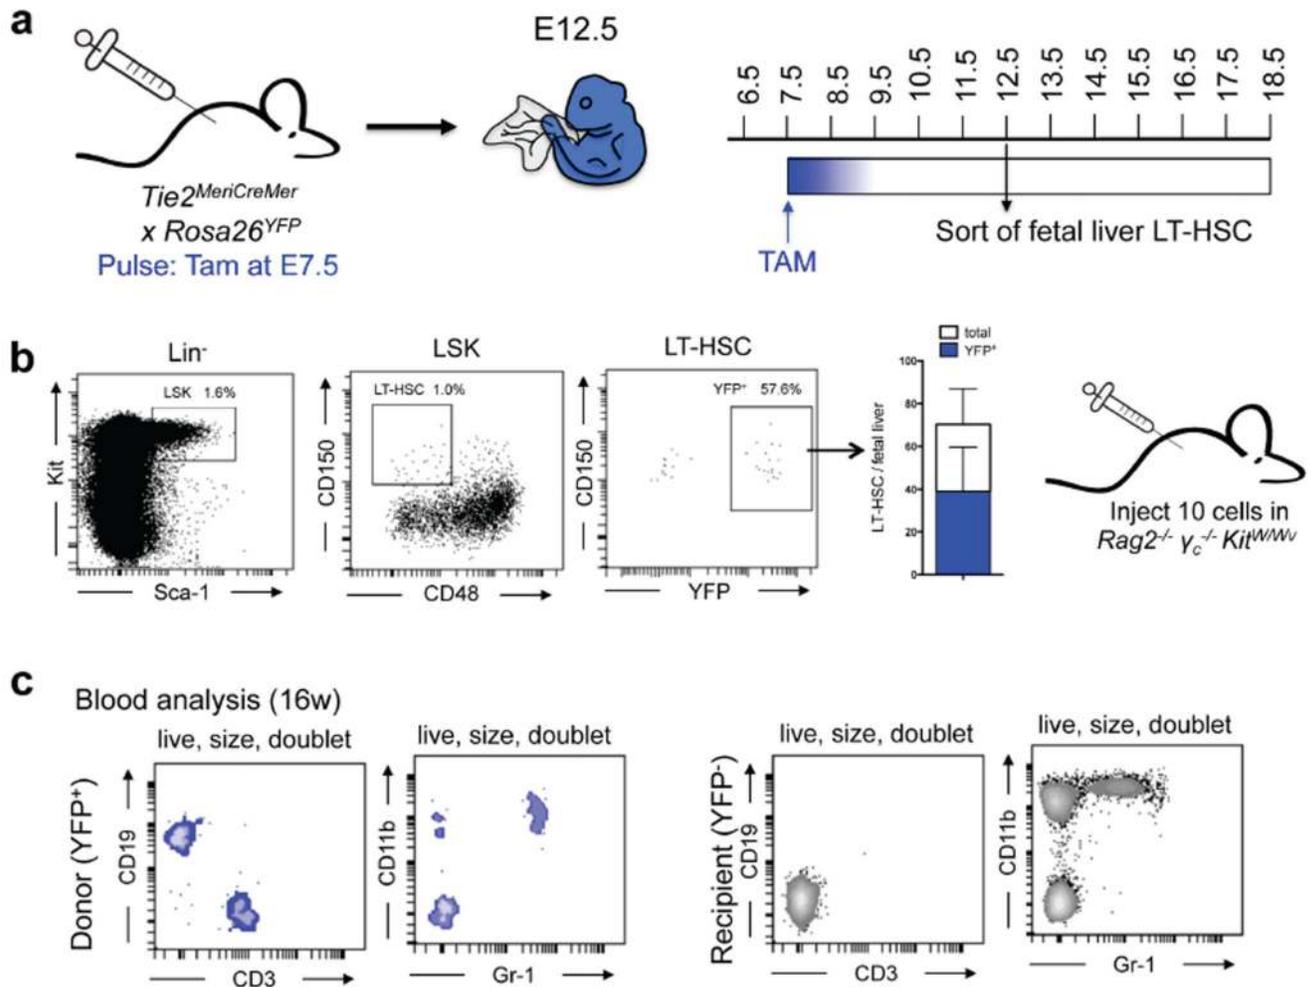 a
E12.5
6.5 7.5 8.5 9.5 10.5 11.5 12.5 13.5 14.5 15.5 16.5 17.5 18.5
Tie2^MeriCreMer
x Rosa26^YFP
Pulse: Tam at E7.5
TAM
Sort of fetal liver LT-HSC
b
Lin⁻
LSK 1.6%
Kit
Sca-1
LSK
LT-HSC 1.0%
CD150
CD48
LT-HSC
YFP⁺ 57.6%
CD150
YFP
total
YFP⁺
LT-HSC / fetal liver
100
80
60
40
20
0
Inject 10 cells in
Rag2⁻/⁻ γc⁻/⁻ Kit^W/Wv
c
Blood analysis (16w)
Donor (YFP⁺)
live, size, doublet
CD19
CD3
live, size, doublet
CD11b
Gr-1
Recipient (YFP⁻)
live, size, doublet
CD19
CD3
live, size, doublet
CD11b
Gr-1